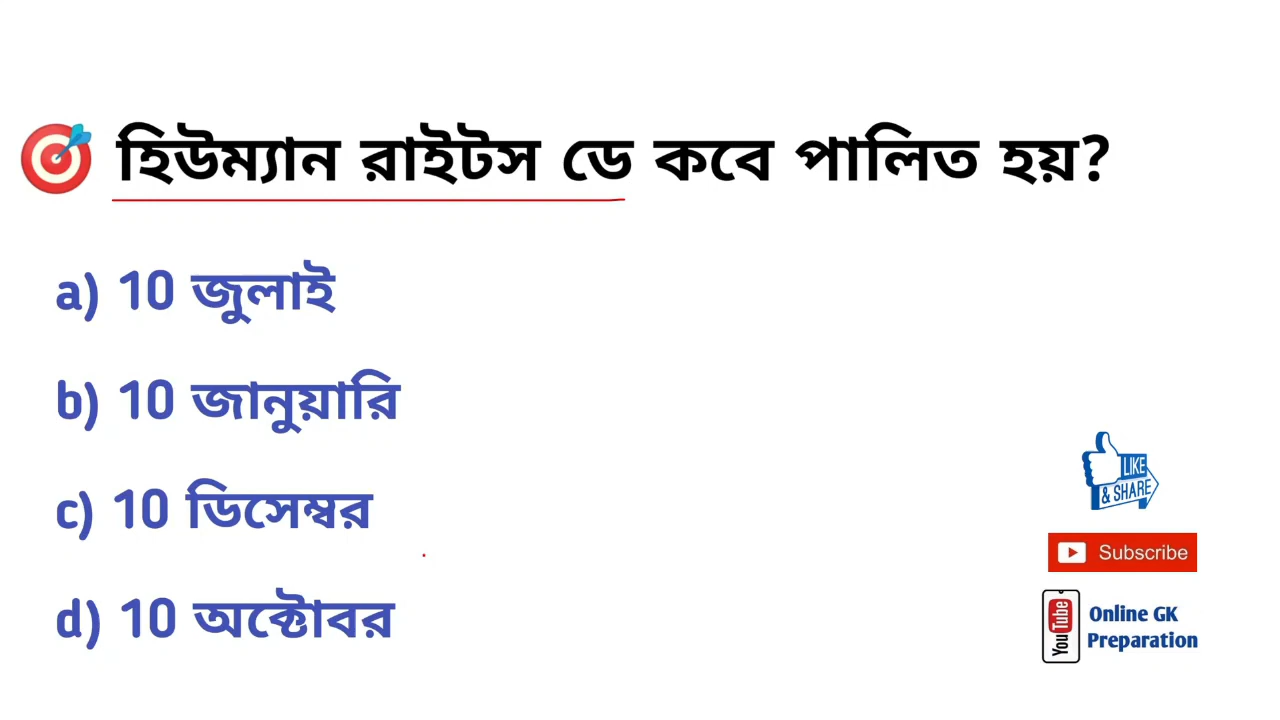 হিউম্যান রাইটস ডে কবে পালিত হয়?
a) 10 জুলাই
b) 10 জানুয়ারি
c) 10 ডিসেম্বর
d) 10 অক্টোবর
LIKE
& SHARE
Subscribe
YouTube
Online GK
Preparation